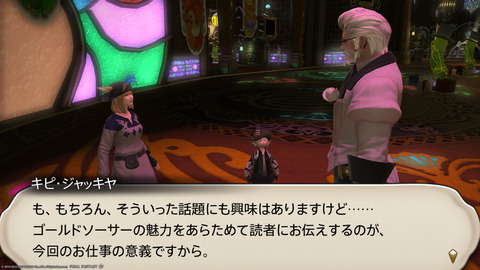 キピ・ジャッキヤ
も、もちろん、そういった話題にも興味はありますけど……
ゴールドソーサーの魅力をあらためて読者にお伝えするのが、
今回のお仕事の意義ですから。